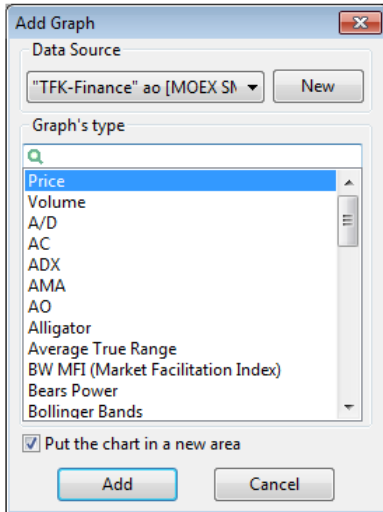 Add Graph
Data Source
"TFK-Finance" ao [MOEX SM
New
Graph's type
Price
Volume
A/D
AC
ADX
AMA
AO
Alligator
Average True Range
BW MFI (Market Facilitation Index)
Bears Power
Bollinger Bands
Put the chart in a new area
Add
Cancel